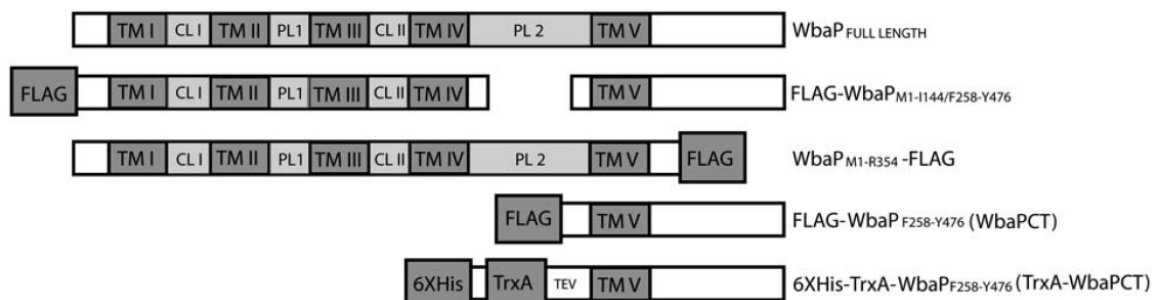 TM I CL I TM II PL1 TM III CL II TM IV PL 2 TM V WbaP FULL LENGTH
FLAG TM I CL I TM II PL1 TM III CL II TM IV TM V FLAG-WbaP M1-I144/F258-Y476
TM I CL I TM II PL1 TM III CL II TM IV PL 2 TM V FLAG WbaP M1-R354 -FLAG
FLAG TM V FLAG-WbaP F258-Y476 (WbaPCT)
6XHis TrxA TEV TM V 6XHis-TrxA-WbaP F258-Y476 (TrxA-WbaPCT)